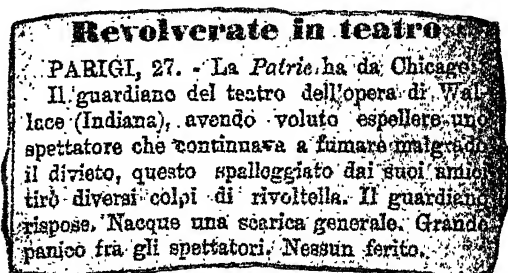 Revolverate in teatro
PARIGI, 27. - La Patrie ha da Chicago:
Il guardiano del teatro dell'opera di Wal-
lace (Indiana), avendo voluto espellere uno
spettatore che continuava a fumare malgrado
il divieto, questo spalleggiato dai suoi amici
tirò diversi colpi di rivoltella. Il guardiano
rispose. Nacque una scarica generale. Grande
panico fra gli spettatori. Nessun ferito.